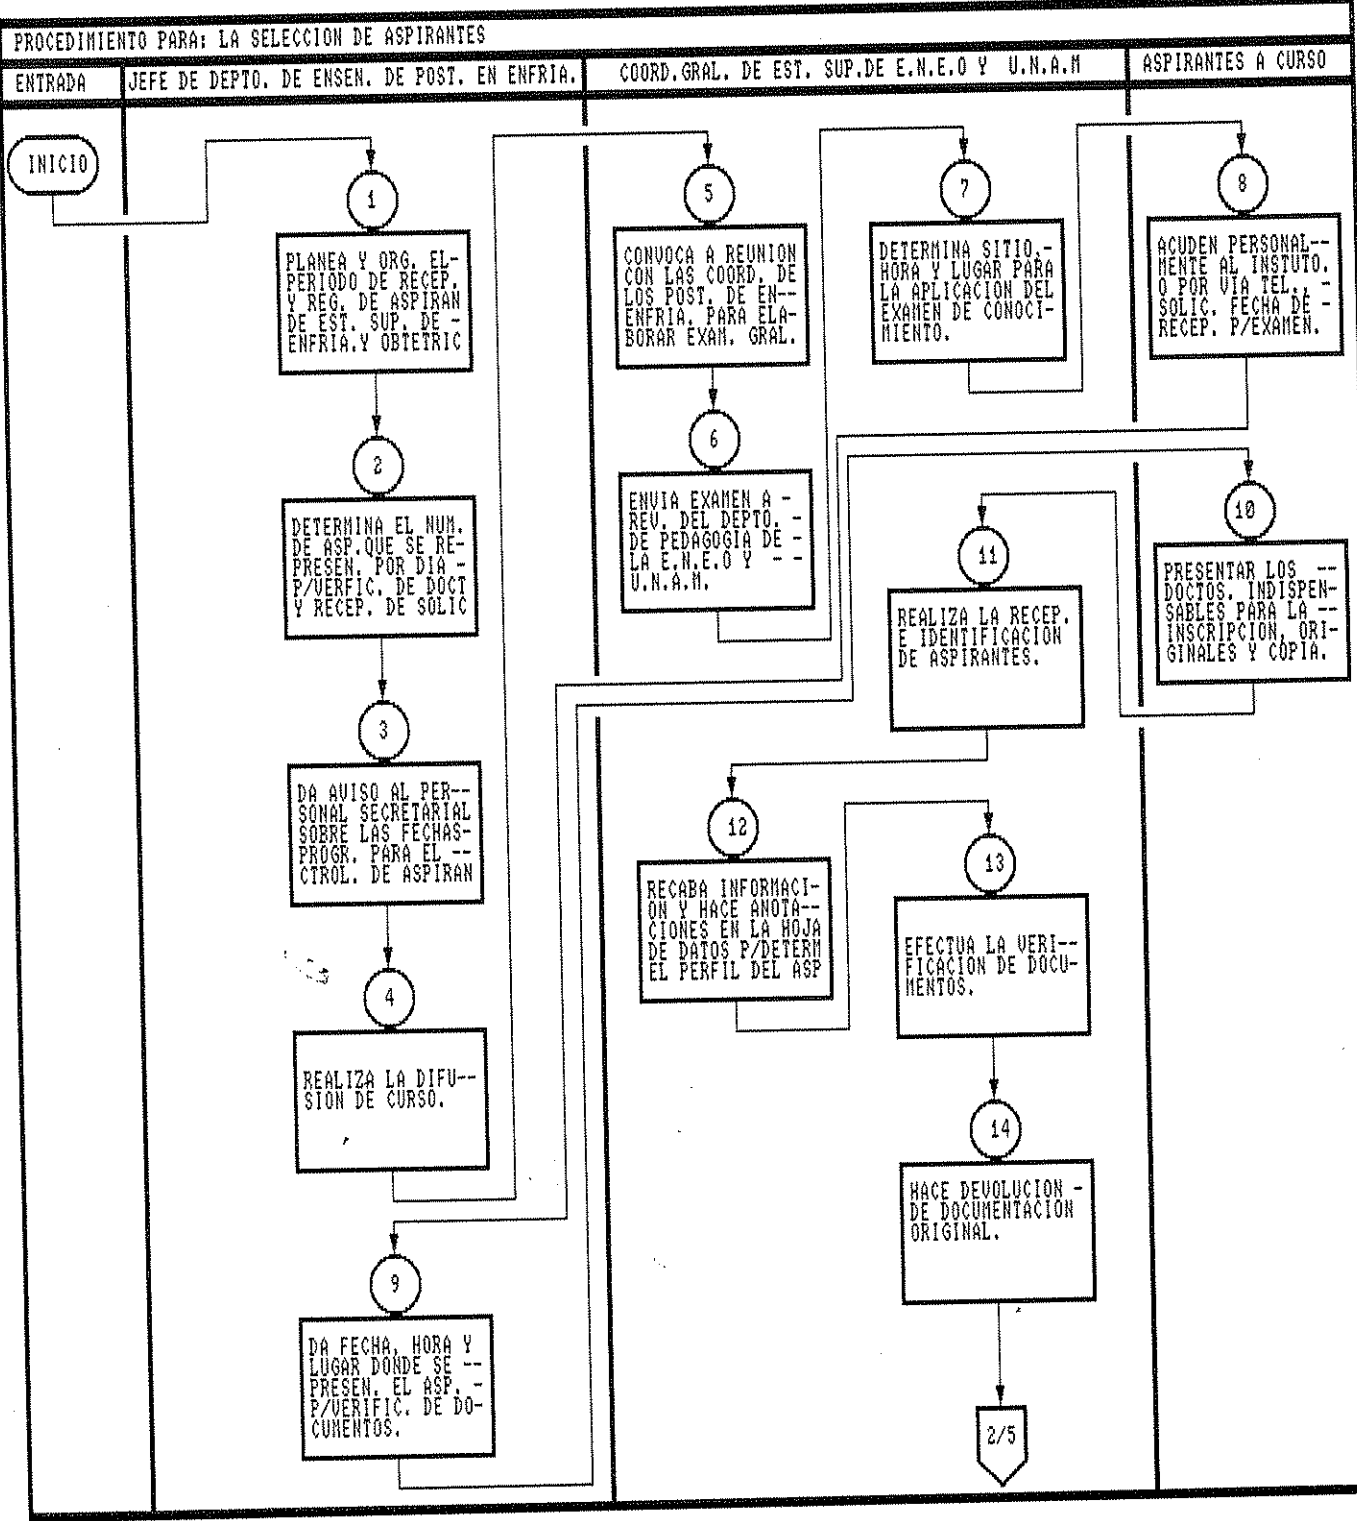 PROCEDIMIENTO PARA: LA SELECCION DE ASPIRANTES
ENTRADA
JEFE DE DEPTO. DE ENSEN. DE POST. EN ENFRIA.
COORD.GRAL. DE EST. SUP.DE E.N.E.O Y U.N.A.M
ASPIRANTES A CURSO
INICIO
1
PLANEA Y ORG. EL-
PERIODO DE RECEP.
Y REG. DE ASPIRAN
DE EST. SUP. DE -
ENFRIA.Y OBTETRIC
2
DETERMINA EL NUM.
DE ASP.QUE SE RE-
PRESEN. POR DIA -
P/VERFIC. DE DOCT
Y RECEP. DE SOLIC
3
DA AVISO AL PER--
SONAL SECRETARIAL
SOBRE LAS FECHAS-
PROGR. PARA EL --
CTROL. DE ASPIRAN
4
REALIZA LA DIFU--
SION DE CURSO.
5
CONVOCA A REUNION
CON LAS COORD. DE
LOS POST. DE EN--
ENFRIA. PARA ELA-
BORAR EXAM. GRAL.
6
ENVIA EXAMEN A -
REV. DEL DEPTO. -
DE PEDAGOGIA DE -
LA E.N.E.O Y - -
U.N.A.M.
7
DETERMINA SITIO,-
HORA Y LUGAR PARA
LA APLICACION DEL
EXAMEN DE CONOCI-
MIENTO.
8
ACUDEN PERSONAL--
MENTE AL INSTUTO.
O POR VIA TEL., -
SOLIC. FECHA DE -
RECEP. P/EXAMEN.
9
DA FECHA, HORA Y
LUGAR DONDE SE --
PRESEN. EL ASP. -
P/VERIFIC. DE DO-
CUMENTOS.
10
PRESENTAR LOS --
DOCTOS. INDISPEN-
SABLES PARA LA --
INSCRIPCION, ORI-
GINALES Y COPIA.
11
REALIZA LA RECEP.
E IDENTIFICACION
DE ASPIRANTES.
12
RECABA INFORMACI-
ON Y HACE ANOTA--
CIONES EN LA HOJA
DE DATOS P/DETERM
EL PERFIL DEL ASP
13
EFECTUA LA VERI--
FICACION DE DOCU-
MENTOS.
14
HACE DEVOLUCION -
DE DOCUMENTACION
ORIGINAL.
2/5